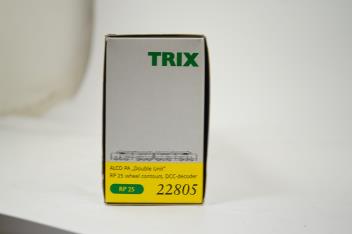 TRIX
ALCO PA „Double Unit"
RP 25 wheel contours, DCC-decoder
RP 25 22805